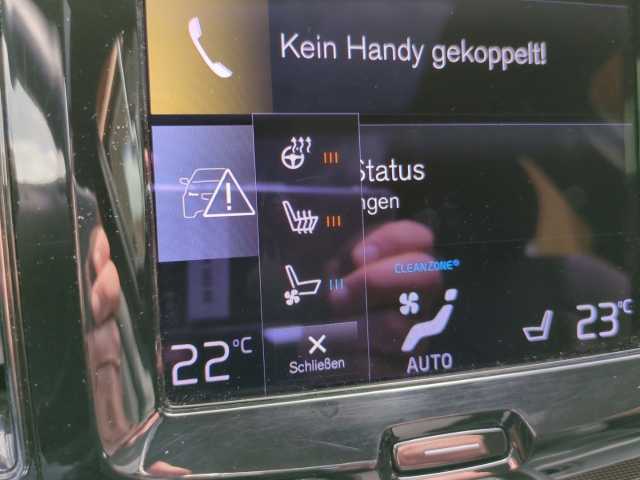 Kein Handy gekoppelt!
Status
ngen
CLEANZONE
22°C
Schließen
AUTO
23°C